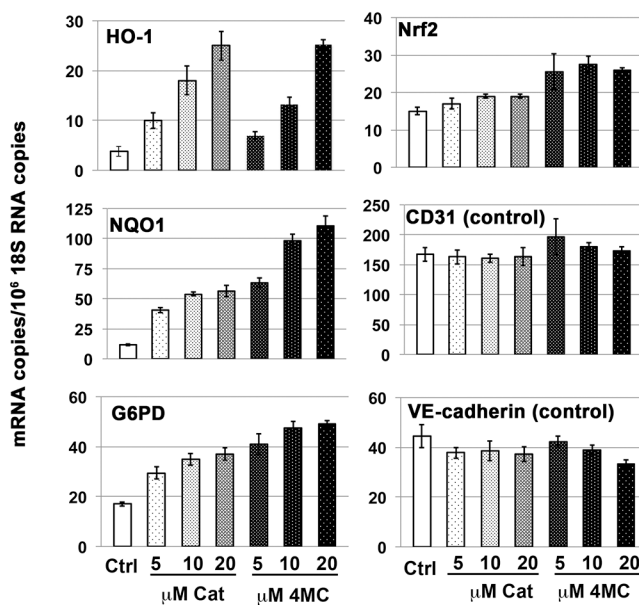 mRNA copies/10⁶ 18S RNA copies
HO-1
30
20
10
0
Nrf2
40
30
20
10
0
NQO1
125
100
75
50
25
0
CD31 (control)
250
200
150
100
50
0
G6PD
60
40
20
0
VE-cadherin (control)
60
40
20
0
Ctrl 5 10 20 5 10 20
μM Cat μM 4MC
Ctrl 5 10 20 5 10 20
μM Cat μM 4MC